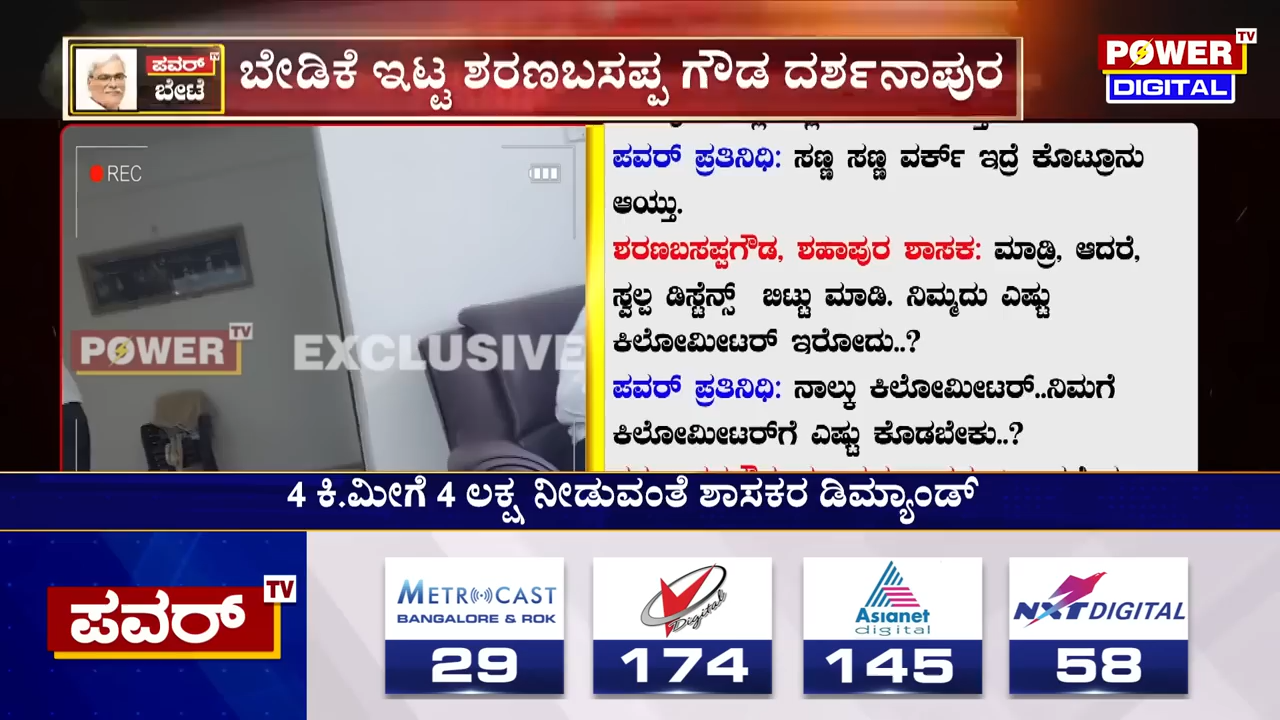 ಪವರ್ TV
ಬೇಟೆ
ಬೇಡಿಕೆ ಇಟ್ಟ ಶರಣಬಸಪ್ಪ ಗೌಡ ದರ್ಶನಾಪುರ
POWER TV
DIGITAL
REC
POWER TV
EXCLUSIVE
ಪವರ್ ಪ್ರತಿನಿಧಿ: ಸಣ್ಣ ಸಣ್ಣ ವರ್ಕ್ ಇದ್ರೆ ಕೊಟ್ರೂನು
ಆಯ್ತು.
ಶರಣಬಸಪ್ಪಗೌಡ, ಶಹಾಪುರ ಶಾಸಕ: ಮಾಡ್ರಿ, ಆದರೆ,
ಸ್ವಲ್ಪ ಡಿಸ್ಟೆನ್ಸ್ ಬಿಟ್ಟು ಮಾಡಿ. ನಿಮ್ಮದು ಎಷ್ಟು
ಕಿಲೋಮೀಟರ್ ಇರೋದು..?
ಪವರ್ ಪ್ರತಿನಿಧಿ: ನಾಲ್ಕು ಕಿಲೋಮೀಟರ್..ನಿಮಗೆ
ಕಿಲೋಮೀಟರ್‌ಗೆ ಎಷ್ಟು ಕೊಡಬೇಕು..?
4 ಕಿ.ಮೀಗೆ 4 ಲಕ್ಷ ನೀಡುವಂತೆ ಶಾಸಕರ ಡಿಮ್ಯಾಂಡ್
ಪವರ್ TV
METROCAST
BANGALORE & ROK
29
Digital
174
Asianet
digital
145
NXTDIGITAL
58